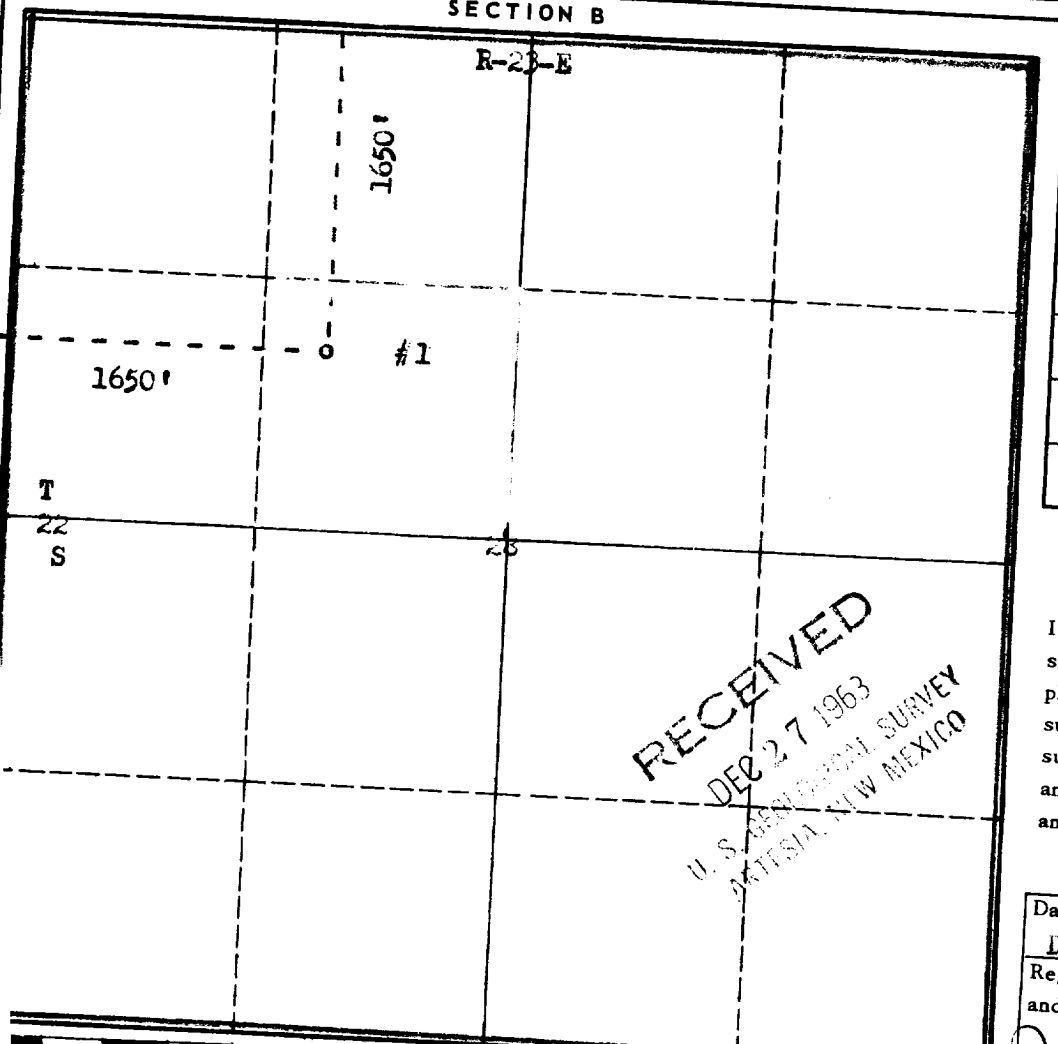 SECTION B
R-23-E
1650'
#1
1650'
T
22
S
23
RECEIVED
DEC 27 1963
U. S. GEOLOGICAL SURVEY
ARTESIA, NEW MEXICO
I
s
p
su
su
an
an
Da
D
Re
and